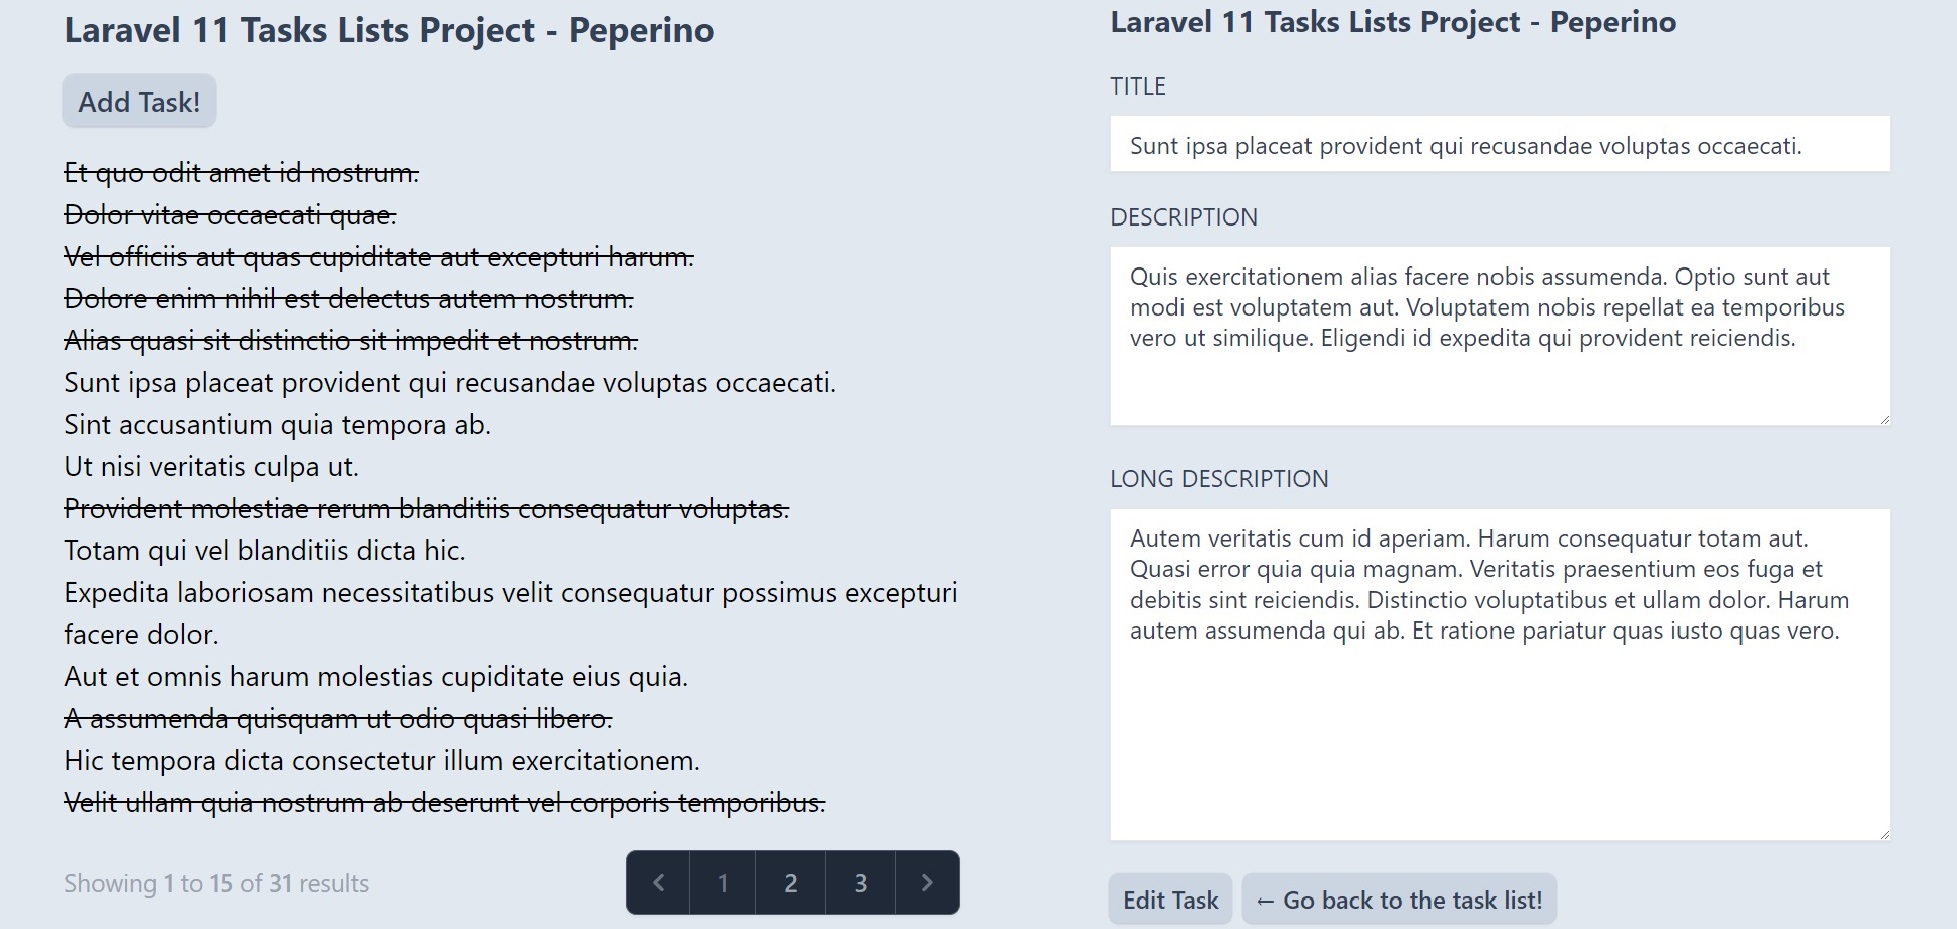 Laravel 11 Tasks Lists Project - Peperino
Add Task!
Et quo odit amet id nostrum.
Dolor vitae occaecati quae.
Vel officiis aut quas cupiditate aut excepturi harum.
Dolore enim nihil est delectus autem nostrum.
Alias quasi sit distinctio sit impedit et nostrum.
Sunt ipsa placeat provident qui recusandae voluptas occaecati.
Sint accusantium quia tempora ab.
Ut nisi veritatis culpa ut.
Provident molestiae rerum blanditiis consequatur voluptas.
Totam qui vel blanditiis dicta hic.
Expedita laboriosam necessitatibus velit consequatur possimus excepturi
facere dolor.
Aut et omnis harum molestias cupiditate eius quia.
A assumenda quisquam ut odio quasi libero.
Hic tempora dicta consectetur illum exercitationem.
Velit ullam quia nostrum ab deserunt vel corporis temporibus.
Showing 1 to 15 of 31 results
< 1 2 3 >
Laravel 11 Tasks Lists Project - Peperino
TITLE
Sunt ipsa placeat provident qui recusandae voluptas occaecati.
DESCRIPTION
Quis exercitationem alias facere nobis assumenda. Optio sunt aut
modi est voluptatem aut. Voluptatem nobis repellat ea temporibus
vero ut similique. Eligendi id expedita qui provident reiciendis.
LONG DESCRIPTION
Autem veritatis cum id aperiam. Harum consequatur totam aut.
Quasi error quia quia magnam. Veritatis praesentium eos fuga et
debitis sint reiciendis. Distinctio voluptatibus et ullam dolor. Harum
autem assumenda qui ab. Et ratione pariatur quas iusto quas vero.
Edit Task
← Go back to the task list!